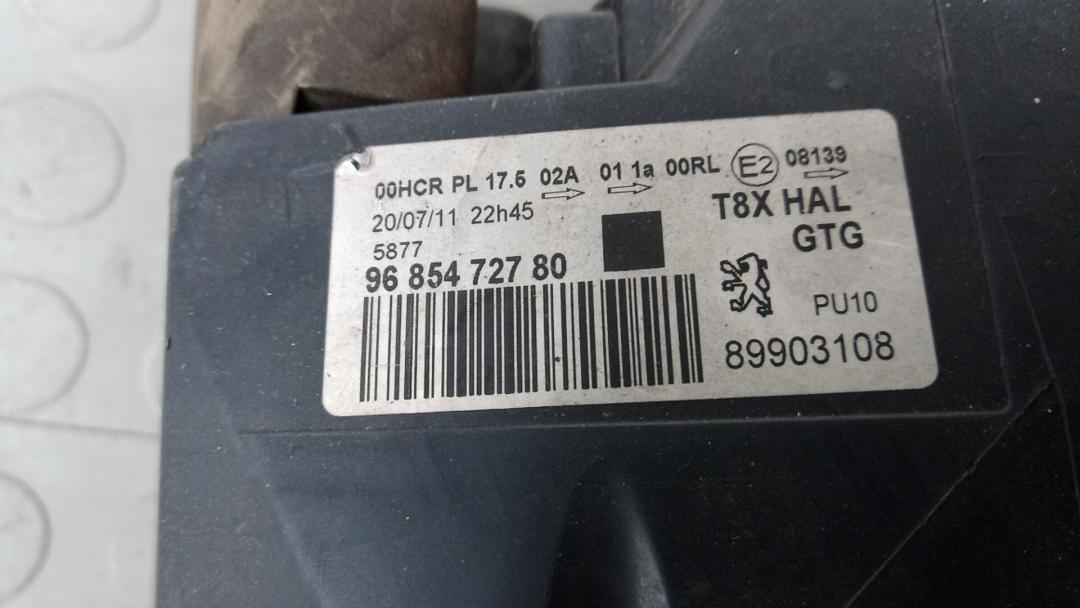 00HCR PL 17.5 02A 01 1a 00RL E2 08139
20/07/11 22h45
T8X HAL
5877
GTG
96 854 727 80
PU10
89903108